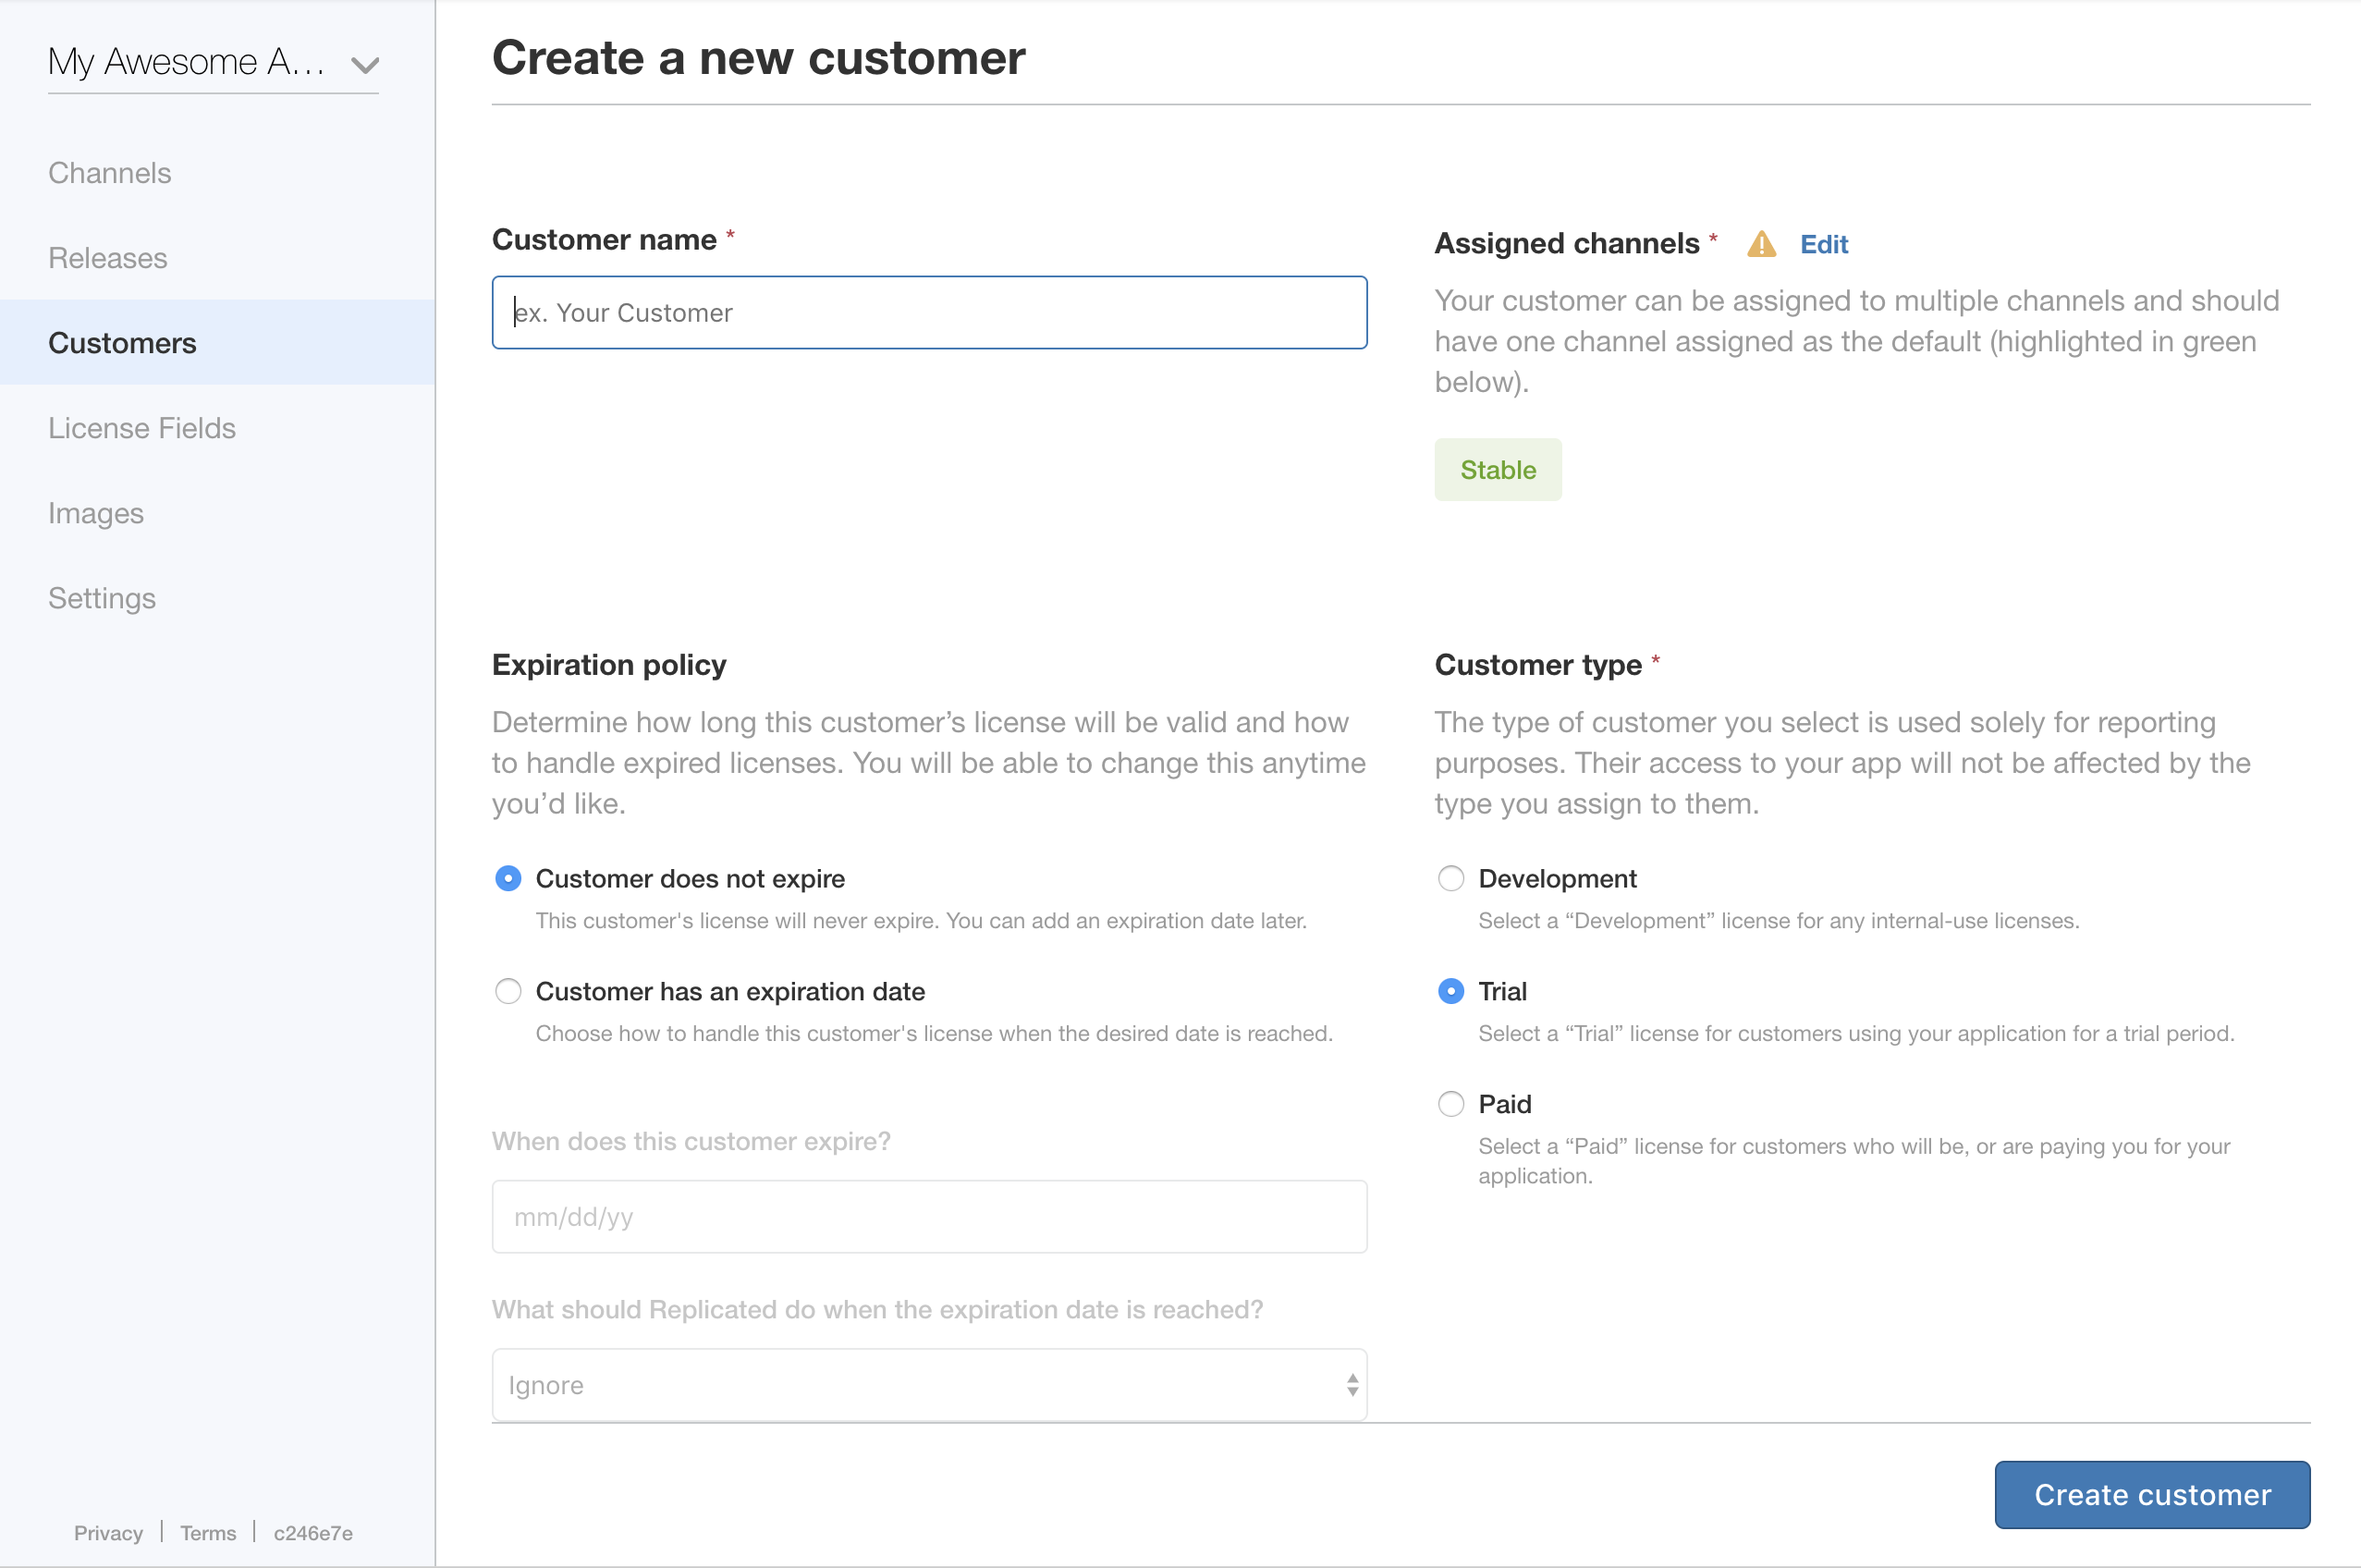 My Awesome A...
Channels
Releases
Customers
License Fields
Images
Settings
Privacy | Terms | c246e7e
Create a new customer
Customer name *
ex. Your Customer
Assigned channels * Edit
Your customer can be assigned to multiple channels and should
have one channel assigned as the default (highlighted in green
below).
Stable
Expiration policy
Determine how long this customer’s license will be valid and how
to handle expired licenses. You will be able to change this anytime
you’d like.
Customer does not expire
This customer's license will never expire. You can add an expiration date later.
Customer has an expiration date
Choose how to handle this customer's license when the desired date is reached.
When does this customer expire?
mm/dd/yy
What should Replicated do when the expiration date is reached?
Ignore
Customer type *
The type of customer you select is used solely for reporting
purposes. Their access to your app will not be affected by the
type you assign to them.
Development
Select a “Development” license for any internal-use licenses.
Trial
Select a “Trial” license for customers using your application for a trial period.
Paid
Select a “Paid” license for customers who will be, or are paying you for your
application.
Create customer